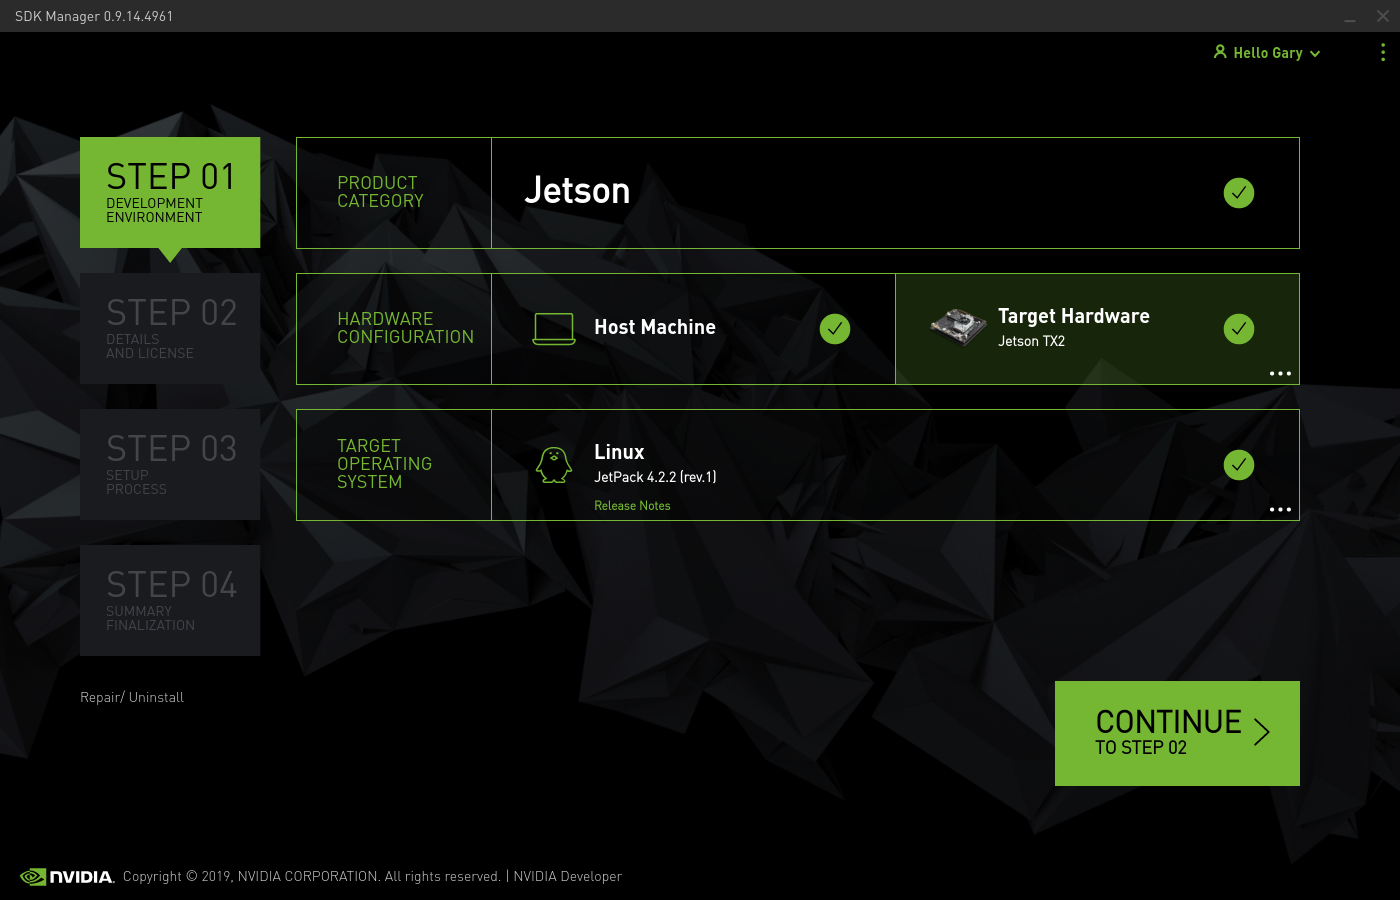 SDK Manager 0.9.14.4961
Hello Gary
STEP 01
DEVELOPMENT
ENVIRONMENT
PRODUCT
CATEGORY
Jetson
STEP 02
DETAILS
AND LICENSE
HARDWARE
CONFIGURATION
Host Machine
Target Hardware
Jetson TX2
STEP 03
SETUP
PROCESS
TARGET
OPERATING
SYSTEM
Linux
JetPack 4.2.2 (rev.1)
Release Notes
STEP 04
SUMMARY
FINALIZATION
Repair/ Uninstall
CONTINUE
TO STEP 02
NVIDIA. Copyright © 2019, NVIDIA CORPORATION. All rights reserved. | NVIDIA Developer